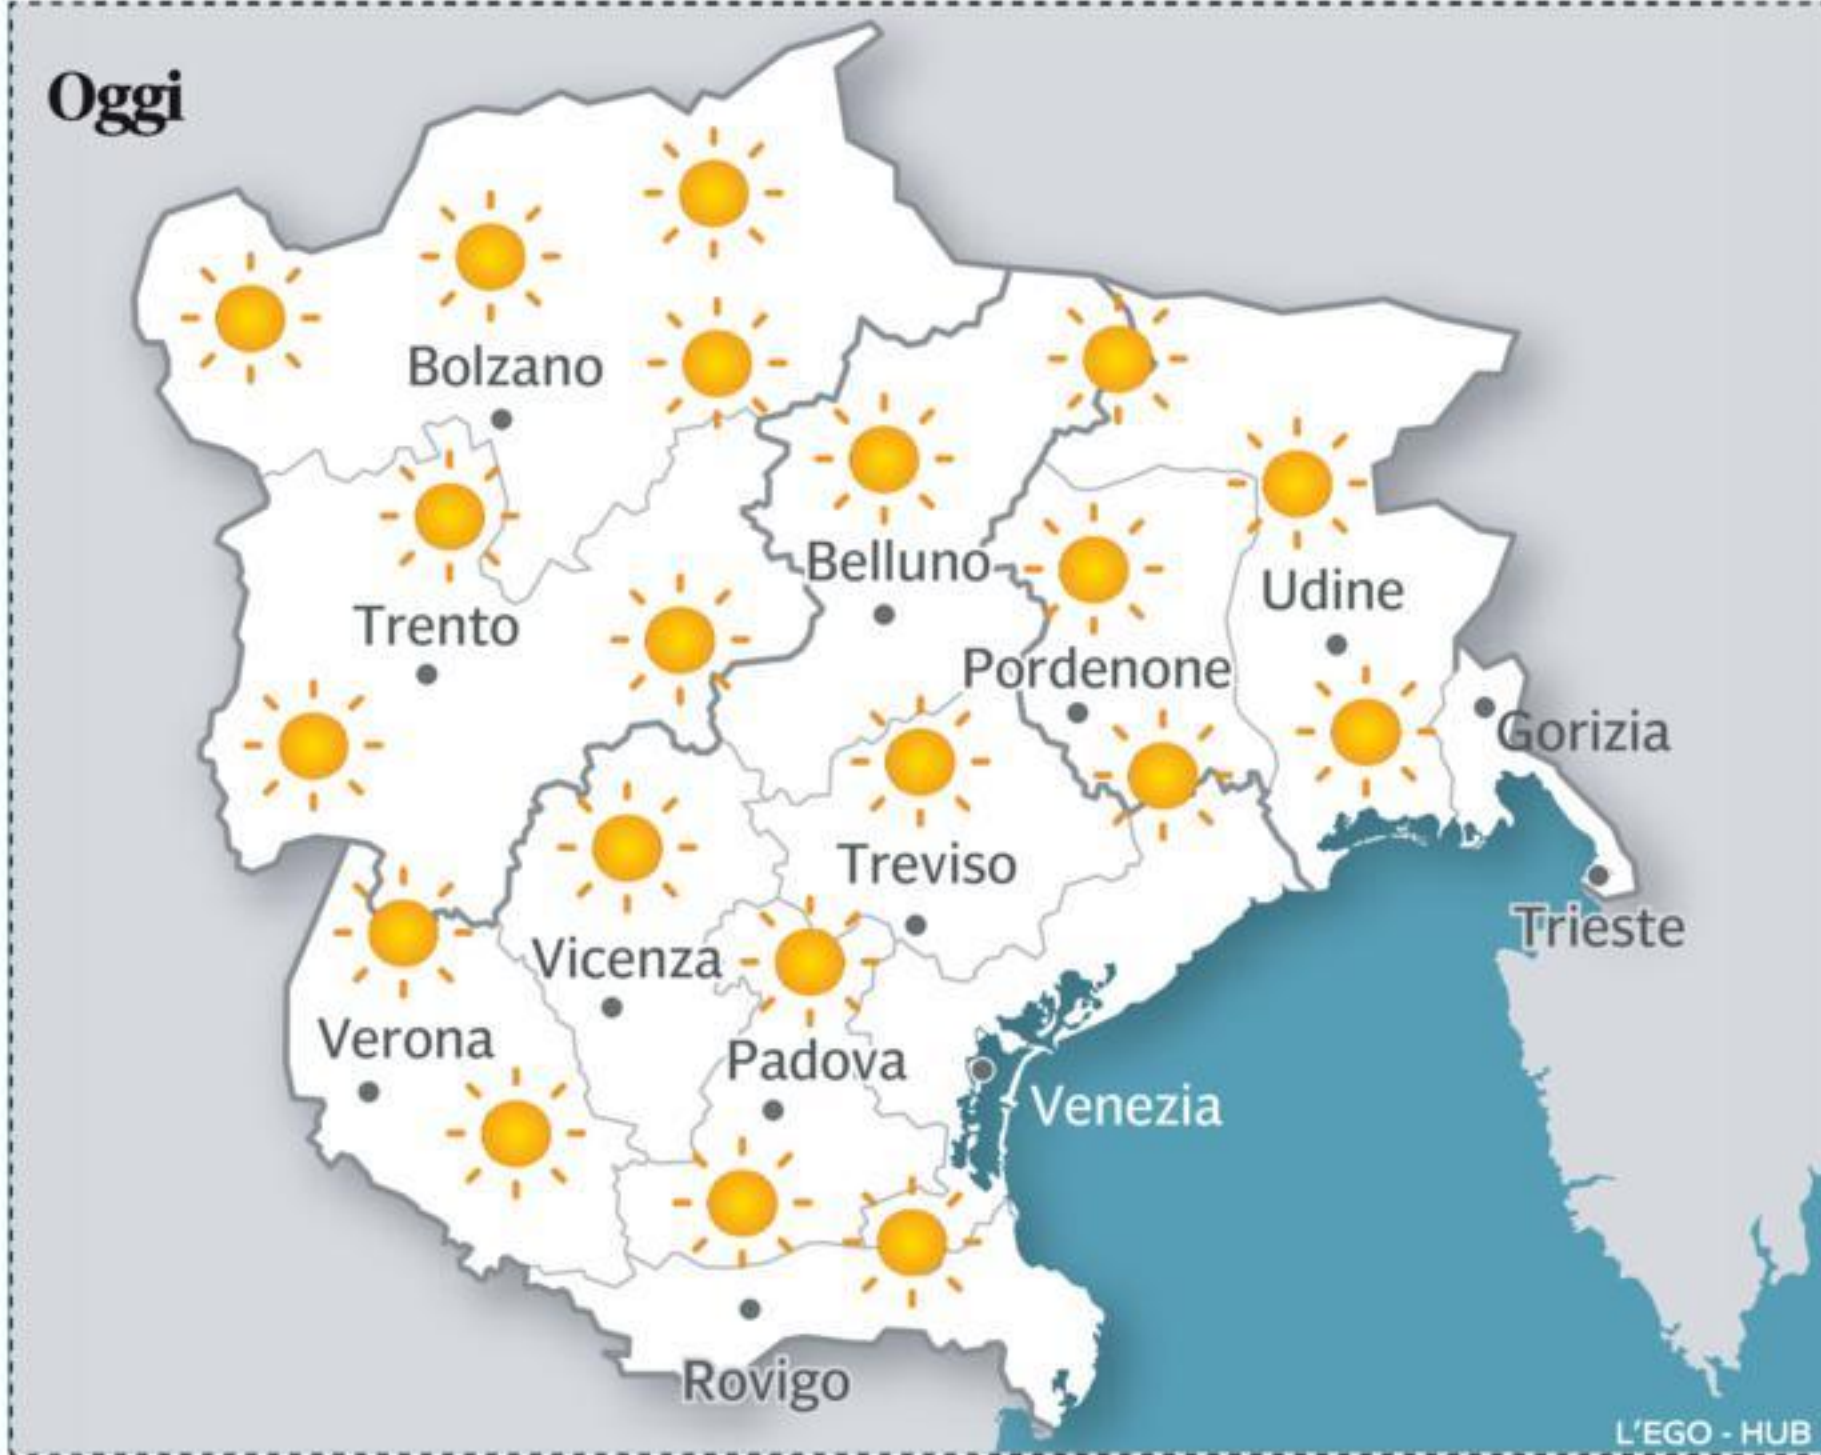 Oggi
Bolzano
Belluno
Udine
Trento
Pordenone
Gorizia
Treviso
Trieste
Vicenza
Verona
Padova
Venezia
Rovigo
L'EGO - HUB